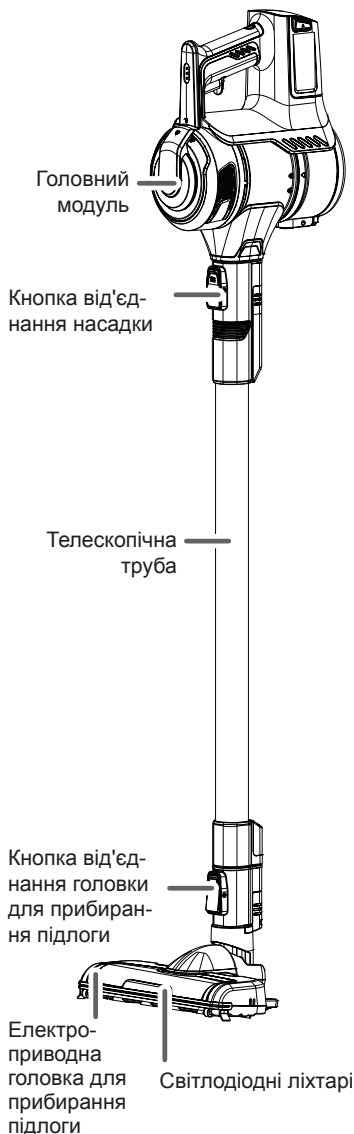 Головний
модуль
Кнопка від'єд-
нання насадки
Телескопічна
труба
Кнопка від'єд-
нання головки
для прибиран-
ня підлоги
Електро-
приводна
головка для
прибирання
підлоги
Світлодіодні ліхтарі